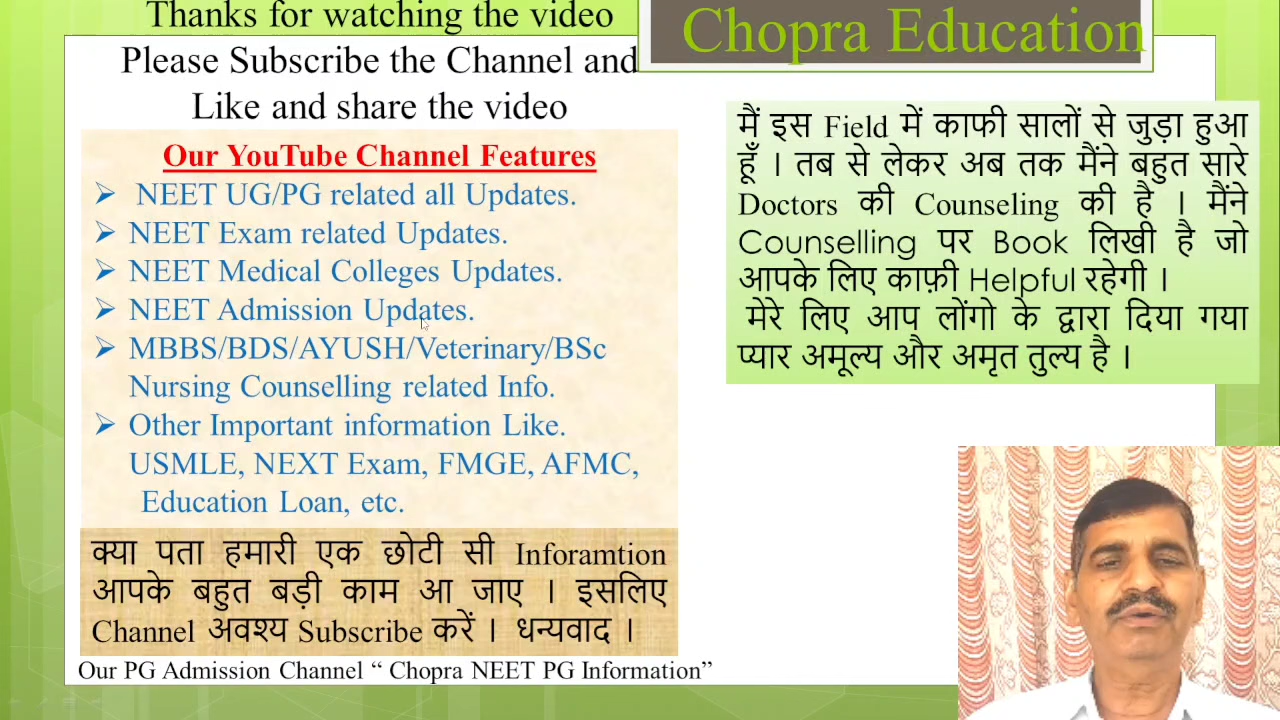 Thanks for watching the video
Please Subscribe the Channel and
Like and share the video
Chopra Education
Our YouTube Channel Features
➢ NEET UG/PG related all Updates.
➢ NEET Exam related Updates.
➢ NEET Medical Colleges Updates.
➢ NEET Admission Updates.
➢ MBBS/BDS/AYUSH/Veterinary/BSc
Nursing Counselling related Info.
➢ Other Important information Like.
USMLE, NEXT Exam, FMGE, AFMC,
Education Loan, etc.
क्या पता हमारी एक छोटी सी Inforamtion
आपके बहुत बड़ी काम आ जाए । इसलिए
Channel अवश्य Subscribe करें । धन्यवाद ।
Our PG Admission Channel “ Chopra NEET PG Information”
मैं इस Field में काफी सालों से जुड़ा हुआ
हूँ । तब से लेकर अब तक मैंने बहुत सारे
Doctors की Counseling की है । मैंने
Counselling पर Book लिखी है जो
आपके लिए काफ़ी Helpful रहेगी ।
मेरे लिए आप लोंगो के द्वारा दिया गया
प्यार अमूल्य और अमृत तुल्य है ।